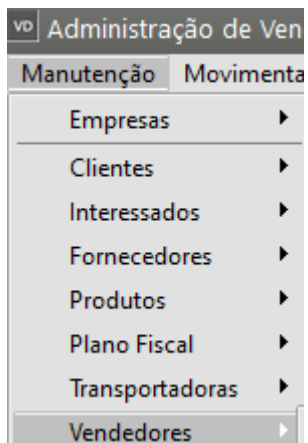 VD Administração de Ven
Manutenção Movimenta
Empresas
Clientes
Interessados
Fornecedores
Produtos
Plano Fiscal
Transportadoras
Vendedores